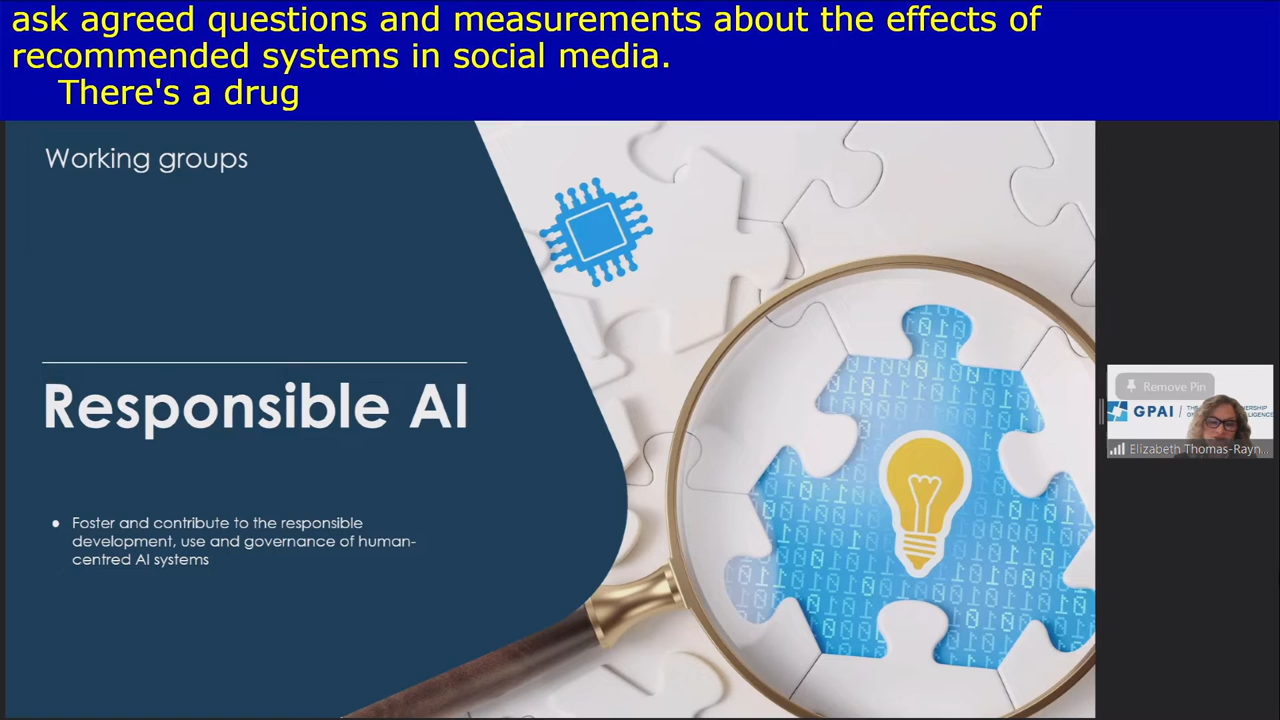 ask agreed questions and measurements about the effects of
recommended systems in social media.
There's a drug
Working groups
Responsible AI
● Foster and contribute to the responsible
development, use and governance of human-
centred AI systems
Remove Pin
GPAI /
Elizabeth Thomas-Rayn...